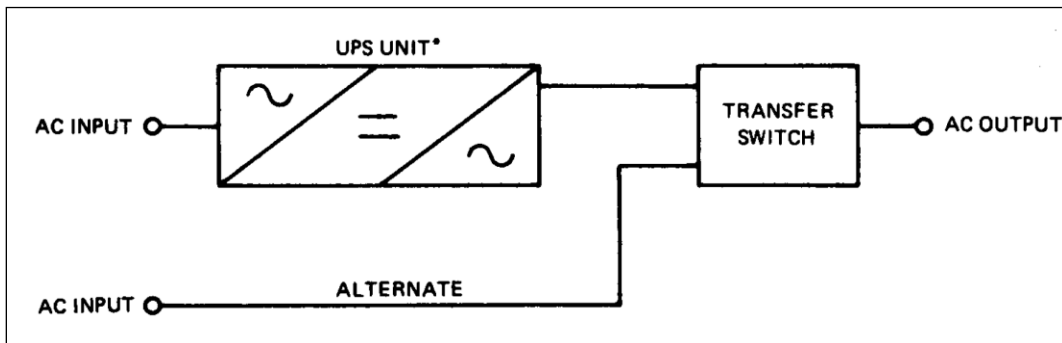 UPS UNIT*
AC INPUT
TRANSFER
SWITCH
AC OUTPUT
AC INPUT
ALTERNATE